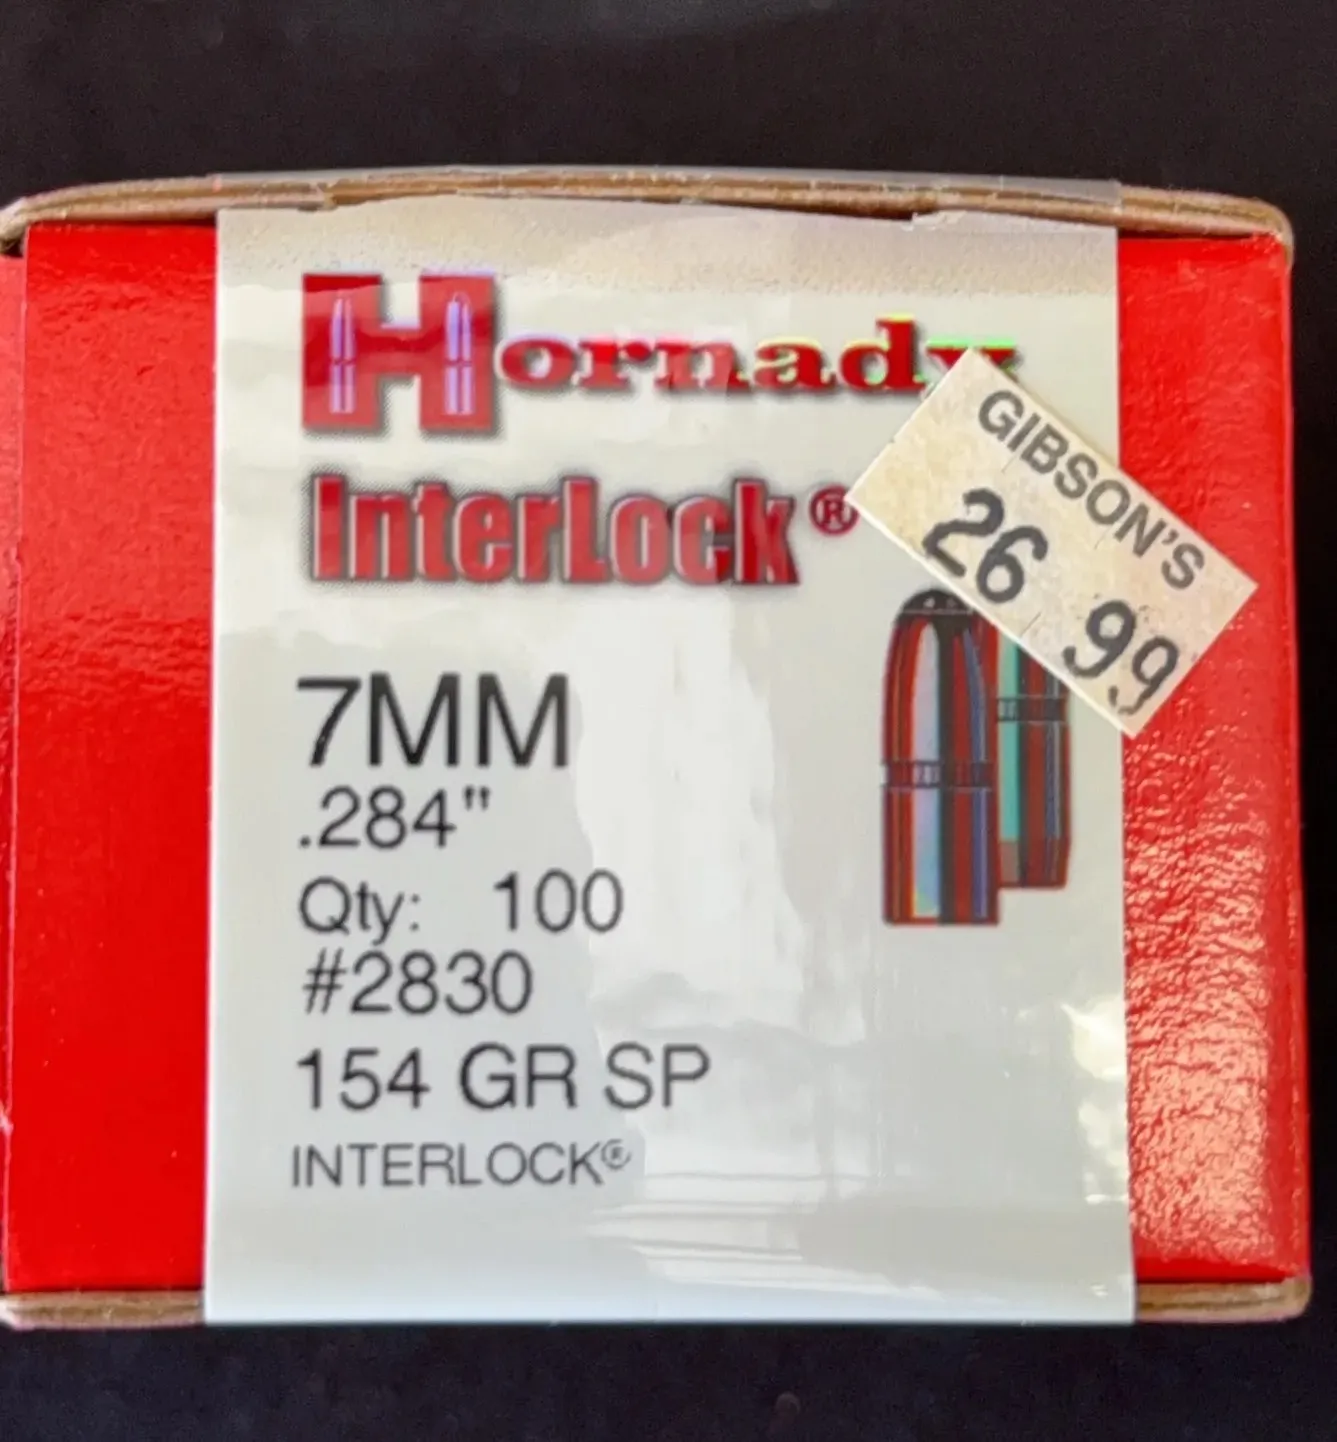 Hornady
InterLock®
GIBSON'S
26 99
7MM
.284"
Qty: 100
#2830
154 GR SP
INTERLOCK®